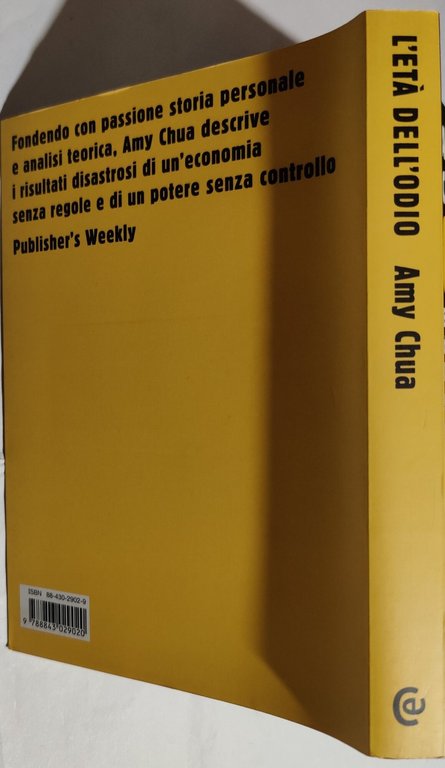 Fondendo con passione storia personale
e analisi teorica, Amy Chua descrive
i risultati disastrosi di un'economia
senza regole e di un potere senza controllo
Publisher's Weekly
L'ETÀ DELL'ODIO Amy Chua
ISBN 88-430-2902-9
9 788843 029020